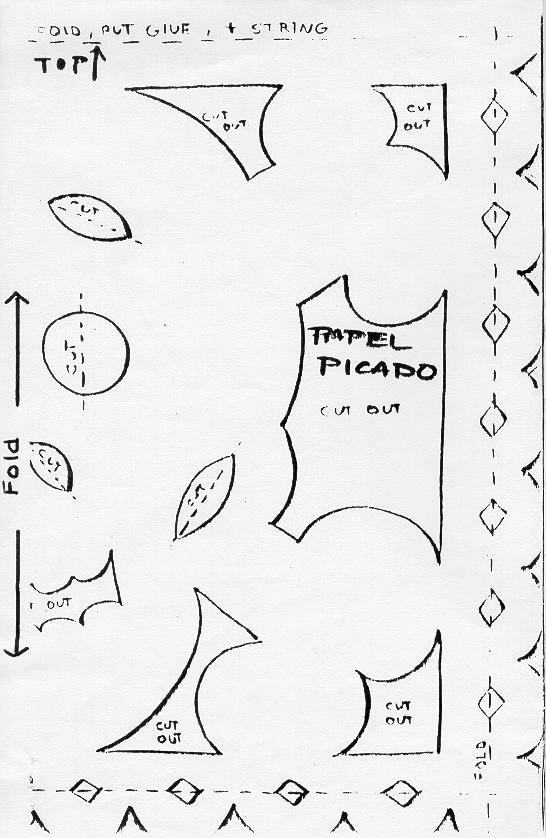 FOLD, PUT GLUE, + STRING
TOP
CUT
OUT
CUT
OUT
CUT
CUT
PAPEL
PICADO
CUT OUT
Fold
CUT
CUT
OUT
CUT
OUT
CUT
OUT
FOLD